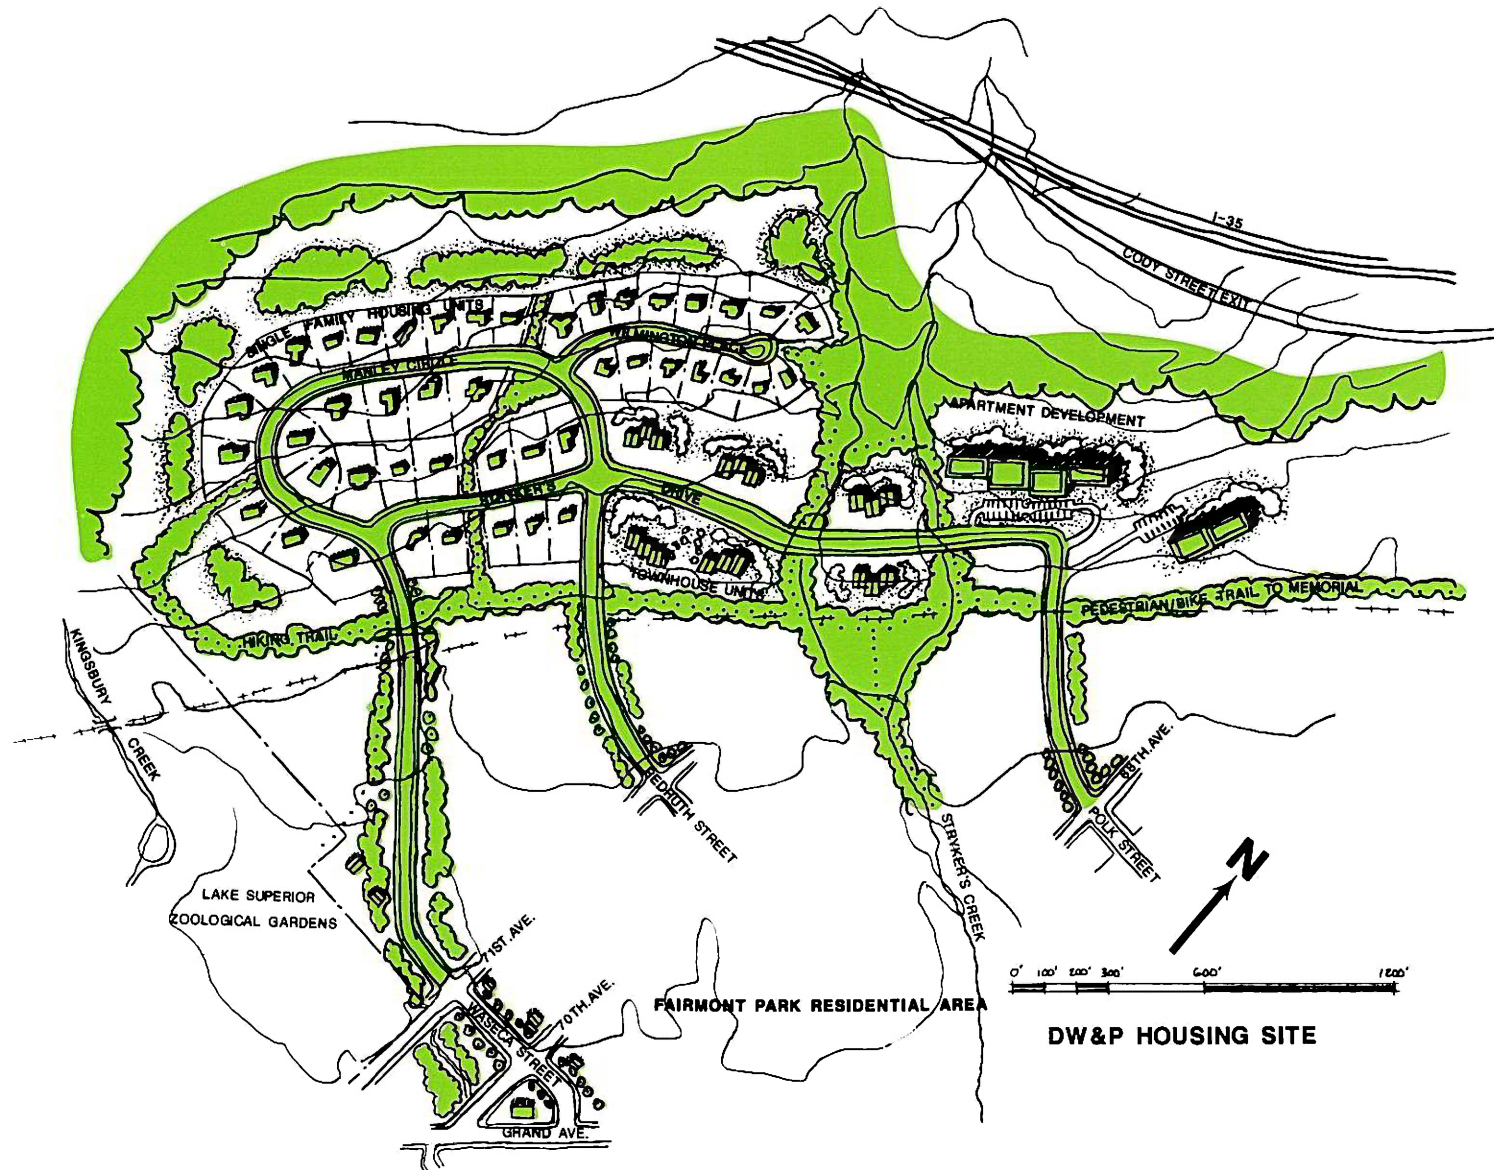 I-35
CODY STREET EXIT
SINGLE FAMILY HOUSING UNITS
MANLEY CIRCLE
APARTMENT DEVELOPMENT
STRYKER'S DRIVE
TOWNHOUSE UNITS
PEDESTRIAN/BIKE TRAIL TO MEMORIAL
HIKING TRAIL
KINGSBURY CREEK
REDRUTH STREET
68TH. AVE.
POLK STREET
STRYKER'S CREEK
N
LAKE SUPERIOR
ZOOLOGICAL GARDENS
71ST. AVE.
70TH. AVE.
WASECA STREET
GRAND AVE.
FAIRMONT PARK RESIDENTIAL AREA
0' 100' 200' 300' 600' 1200'
DW&P HOUSING SITE